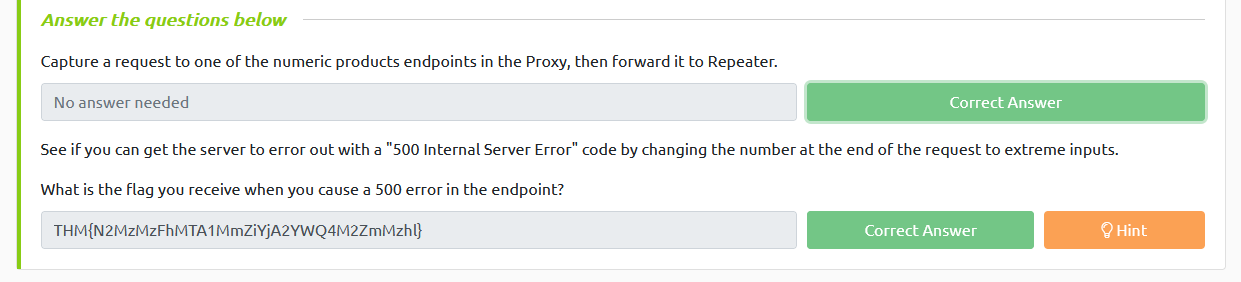 Answer the questions below
Capture a request to one of the numeric products endpoints in the Proxy, then forward it to Repeater.
No answer needed
Correct Answer
See if you can get the server to error out with a "500 Internal Server Error" code by changing the number at the end of the request to extreme inputs.
What is the flag you receive when you cause a 500 error in the endpoint?
THM{N2MzMzFhMTA1MmZiYjA2YWQ4M2ZmMzhl}
Correct Answer
Hint